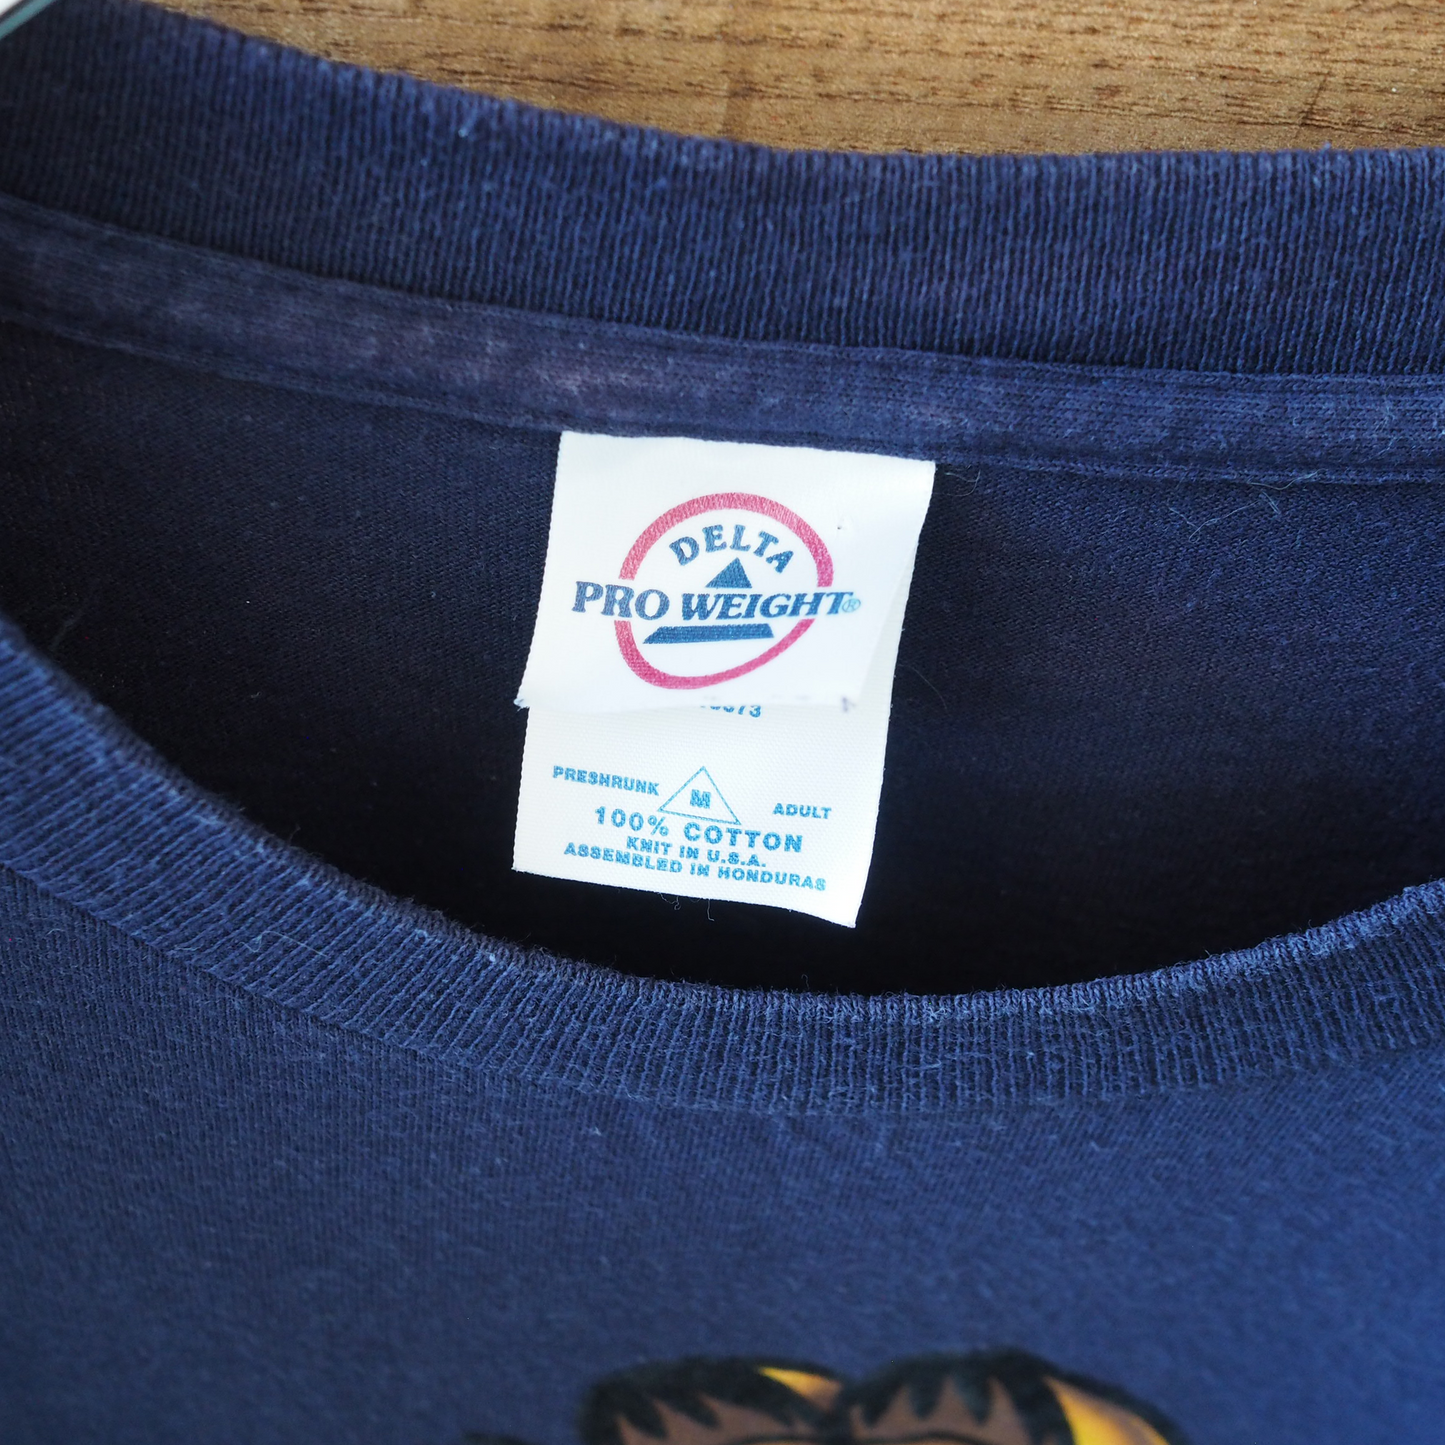 DELTA
PRO WEIGHT®
PRESHRUNK M ADULT
100% COTTON
KNIT IN U.S.A.
ASSEMBLED IN HONDURAS